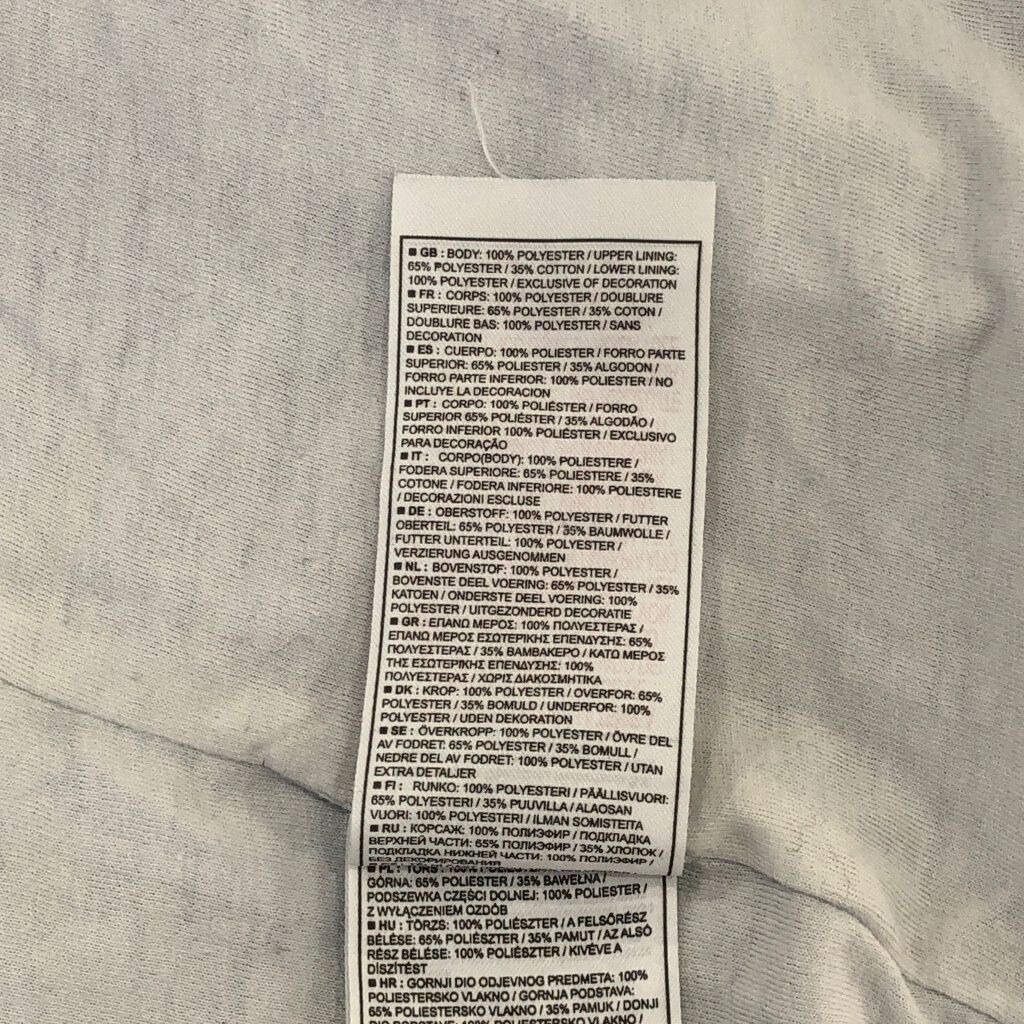 ■ GB : BODY: 100% POLYESTER / UPPER LINING:
65% POLYESTER / 35% COTTON / LOWER LINING:
100% POLYESTER / EXCLUSIVE OF DECORATION
■ FR : CORPS: 100% POLYESTER / DOUBLURE
SUPERIEURE: 65% POLYESTER / 35% COTON /
DOUBLURE BAS: 100% POLYESTER / SANS
DECORATION
■ ES : CUERPO: 100% POLIESTER / FORRO PARTE
SUPERIOR: 65% POLIESTER / 35% ALGODON /
FORRO PARTE INFERIOR: 100% POLIESTER / NO
INCLUYE LA DECORACION
■ PT : CORPO: 100% POLIÉSTER / FORRO
SUPERIOR 65% POLIÉSTER / 35% ALGODÃO /
FORRO INFERIOR 100% POLIÉSTER / EXCLUSIVO
PARA DECORAÇÃO
■ IT : CORPO(BODY): 100% POLIESTERE /
FODERA SUPERIORE: 65% POLIESTERE / 35%
COTONE / FODERA INFERIORE: 100% POLIESTERE
/ DECORAZIONI ESCLUSE
■ DE : OBERSTOFF: 100% POLYESTER / FUTTER
OBERTEIL: 65% POLYESTER / 35% BAUMWOLLE /
FUTTER UNTERTEIL: 100% POLYESTER /
VERZIERUNG AUSGENOMMEN
■ NL : BOVENSTOF: 100% POLYESTER /
BOVENSTE DEEL VOERING: 65% POLYESTER / 35%
KATOEN / ONDERSTE DEEL VOERING: 100%
POLYESTER / UITGEZONDERD DECORATIE
■ GR : ΕΠΑΝΩ ΜΕΡΟΣ: 100% ΠΟΛΥΕΣΤΕΡΑΣ /
ΕΠΑΝΩ ΜΕΡΟΣ ΕΣΩΤΕΡΙΚΗΣ ΕΠΕΝΔΥΣΗΣ: 65%
ΠΟΛΥΕΣΤΕΡΑΣ / 35% ΒΑΜΒΑΚΕΡΟ / ΚΑΤΩ ΜΕΡΟΣ
ΤΗΣ ΕΣΩΤΕΡΙΚΗΣ ΕΠΕΝΔΥΣΗΣ: 100%
ΠΟΛΥΕΣΤΕΡΑΣ / ΧΩΡΙΣ ΔΙΑΚΟΣΜΗΤΙΚΑ
■ DK : KROP: 100% POLYESTER / OVERFOR: 65%
POLYESTER / 35% BOMULD / UNDERFOR: 100%
POLYESTER / UDEN DEKORATION
■ SE : ÖVERKROPP: 100% POLYESTER / ÖVRE DEL
AV FODRET: 65% POLYESTER / 35% BOMULL /
NEDRE DEL AV FODRET: 100% POLYESTER / UTAN
EXTRA DETALJER
■ FI : RUNKO: 100% POLYESTERI / PÄÄLLISVUORI:
65% POLYESTERI / 35% PUUVILLA / ALAOSAN
VUORI: 100% POLYESTERI / ILMAN SOMISTEITA
■ RU : КОРСАЖ: 100% ПОЛИЭФИР / ПОДКЛАДКА
ВЕРХНЕЙ ЧАСТИ: 65% ПОЛИЭФИР / 35% ХЛОПОК /
ПОДКЛАДКА НИЖНЕЙ ЧАСТИ: 100% ПОЛИЭФИР /
БЕЗ ДЕКОРИРОВАНИЯ
■ PL : TORS: 100%
GÓRNA: 65% POLIESTER / 35% BAWEŁNA /
PODSZEWKA CZĘŚCI DOLNEJ: 100% POLIESTER /
Z WYŁĄCZENIEM OZDÓB
■ HU : TÖRZS: 100% POLIÉSZTER / A FELSŐRÉSZ
BÉLÉSE: 65% POLIÉSZTER / 35% PAMUT / AZ ALSÓ
RÉSZ BÉLÉSE: 100% POLIÉSZTER / KIVÉVE A
DÍSZÍTÉST
■ HR : GORNJI DIO ODJEVNOG PREDMETA: 100%
POLIESTERSKO VLAKNO / GORNJA PODSTAVA:
65% POLIESTERSKO VLAKNO / 35% PAMUK / DONJI
DIO PODSTAVE: 100% POLIESTERSKO VLAKNO /